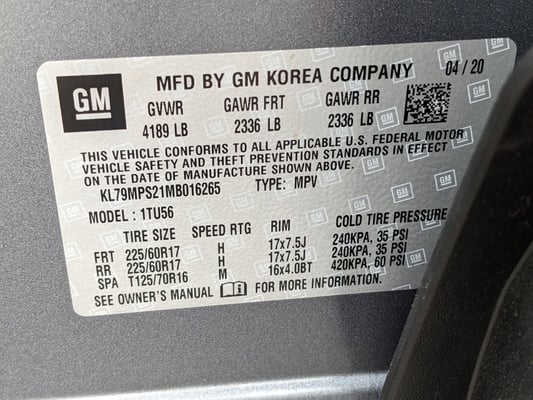 GM
MFD BY GM KOREA COMPANY 04 / 20
GVWR GAWR FRT GAWR RR
4189 LB 2336 LB 2336 LB
THIS VEHICLE CONFORMS TO ALL APPLICABLE U.S. FEDERAL MOTOR
VEHICLE SAFETY AND THEFT PREVENTION STANDARDS IN EFFECT
ON THE DATE OF MANUFACTURE SHOWN ABOVE.
KL79MPS21MB016265 TYPE: MPV
MODEL : 1TU56
TIRE SIZE SPEED RTG RIM COLD TIRE PRESSURE
FRT 225/60R17 H 17x7.5J 240KPA, 35 PSI
RR 225/60R17 H 17x7.5J 240KPA, 35 PSI
SPA T125/70R16 M 16x4.0BT 420KPA, 60 PSI
SEE OWNER'S MANUAL FOR MORE INFORMATION.